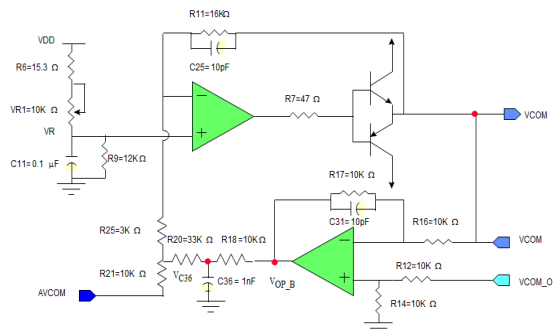 R11=16KΩ
VDD
C25=10pF
R6=15.3 Ω
R7=47 Ω
VR1=10K Ω
VR
VCOM
C11=0.1 μF
R9=12K Ω
R17=10K Ω
C31= 10pF
R25=3K Ω
R16=10K Ω
R20=33K Ω
R18=10K Ω
VCOM
R12=10K Ω
R21=10K Ω
VC36
C36= 1nF
VOP_B
VCOM_O
AVCOM
R14=10K Ω